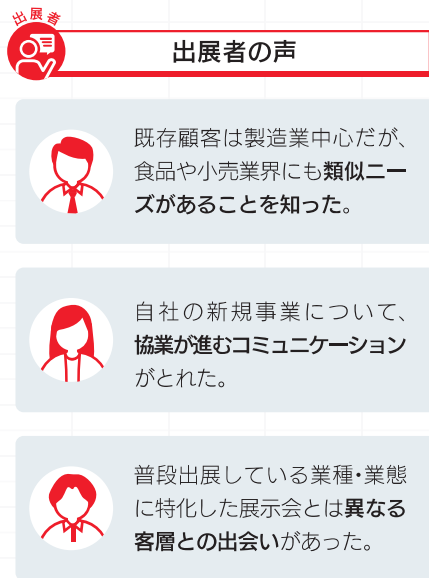 出展者
出展者の声
既存顧客は製造業中心だが、
食品や小売業界にも類似ニー
ズがあることを知った。
自社の新規事業について、
協業が進むコミュニケーション
がとれた。
普段出展している業種・業態
に特化した展示会とは異なる
客層との出会いがあった。